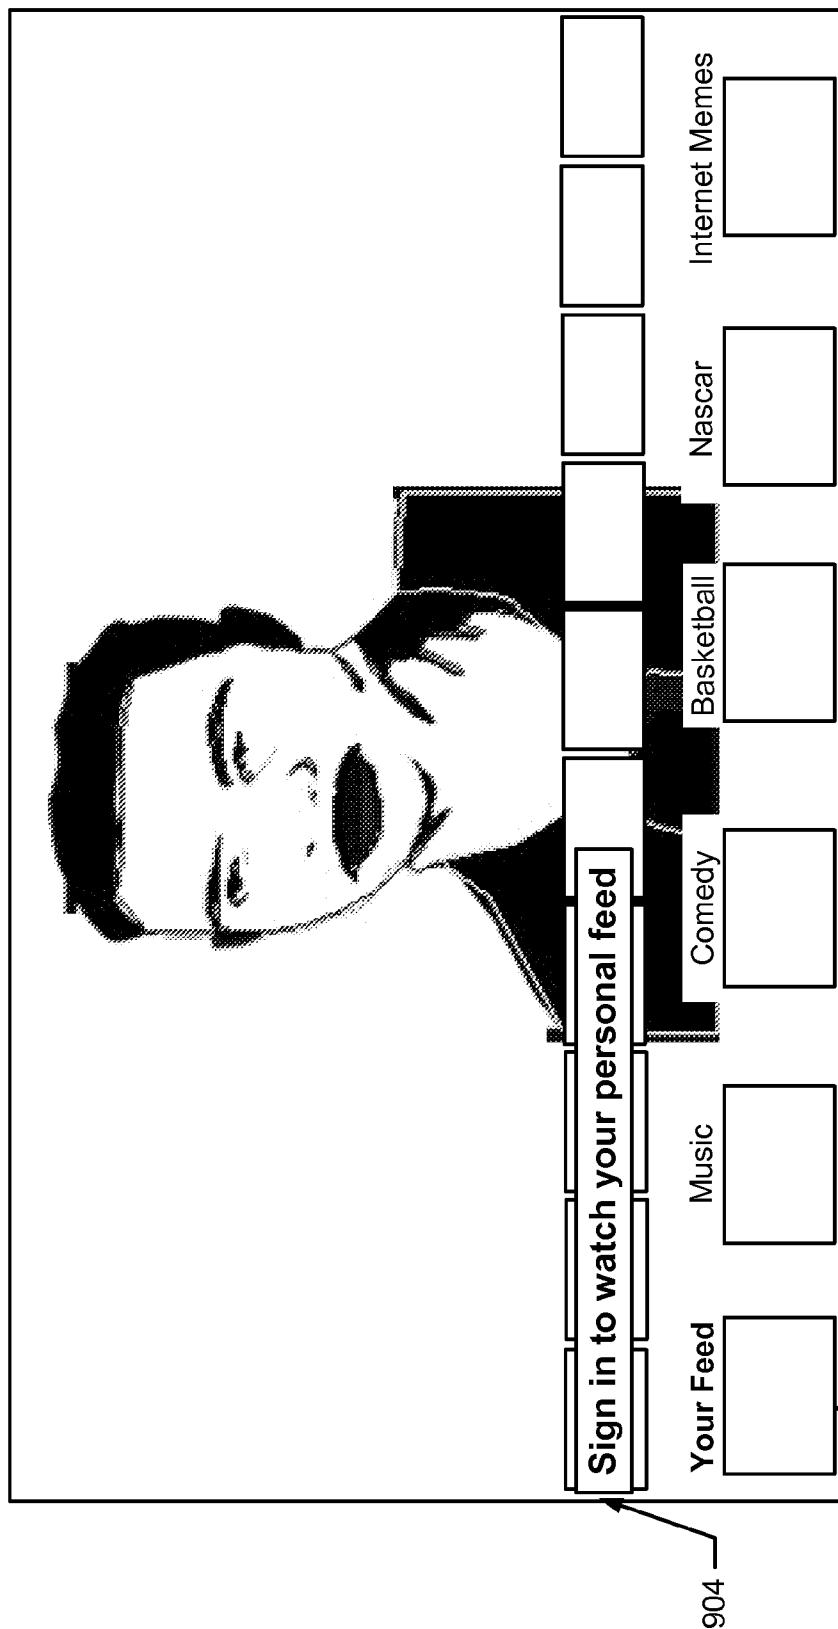 Sign in to watch your personal feed
Your Feed Music Comedy Basketball Nascar Internet Memes
904